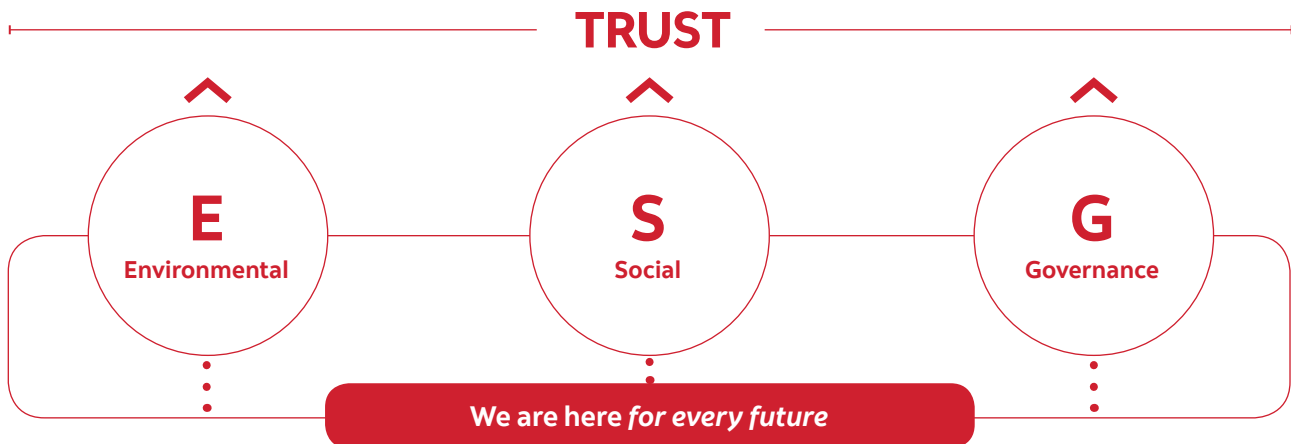 TRUST
E
Environmental
S
Social
G
Governance
We are here for every future